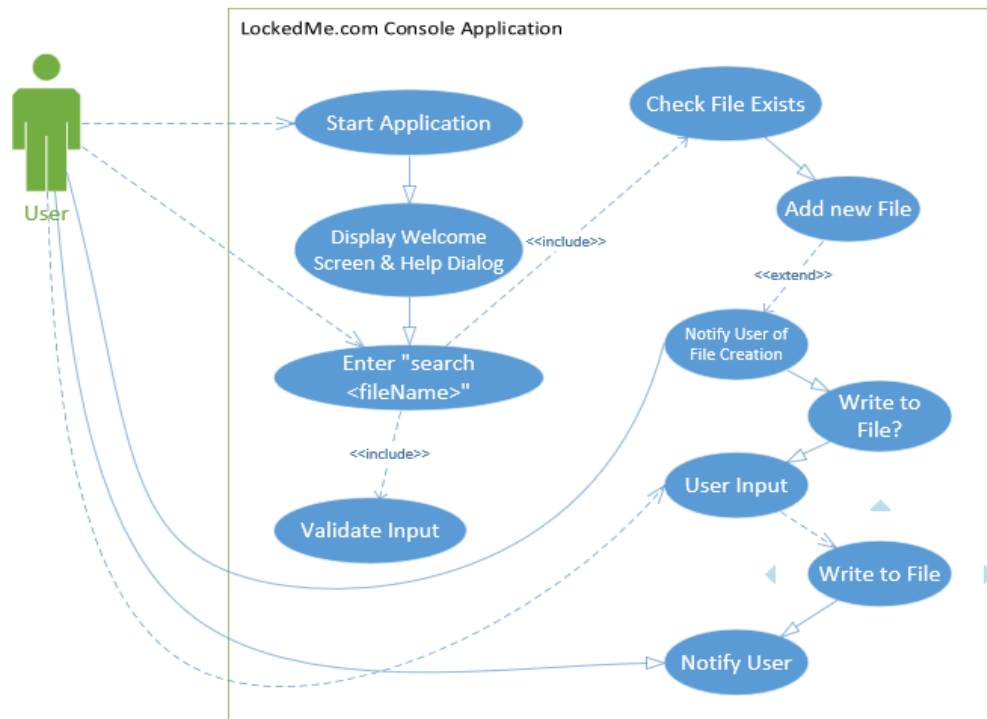 LockedMe.com Console Application
User
Start Application
Display Welcome
Screen & Help Dialog
Enter "search
<fileName>"
<<include>>
Validate Input
<<include>>
Check File Exists
Add new File
<<extend>>
Notify User of
File Creation
Write to
File?
User Input
Write to File
Notify User